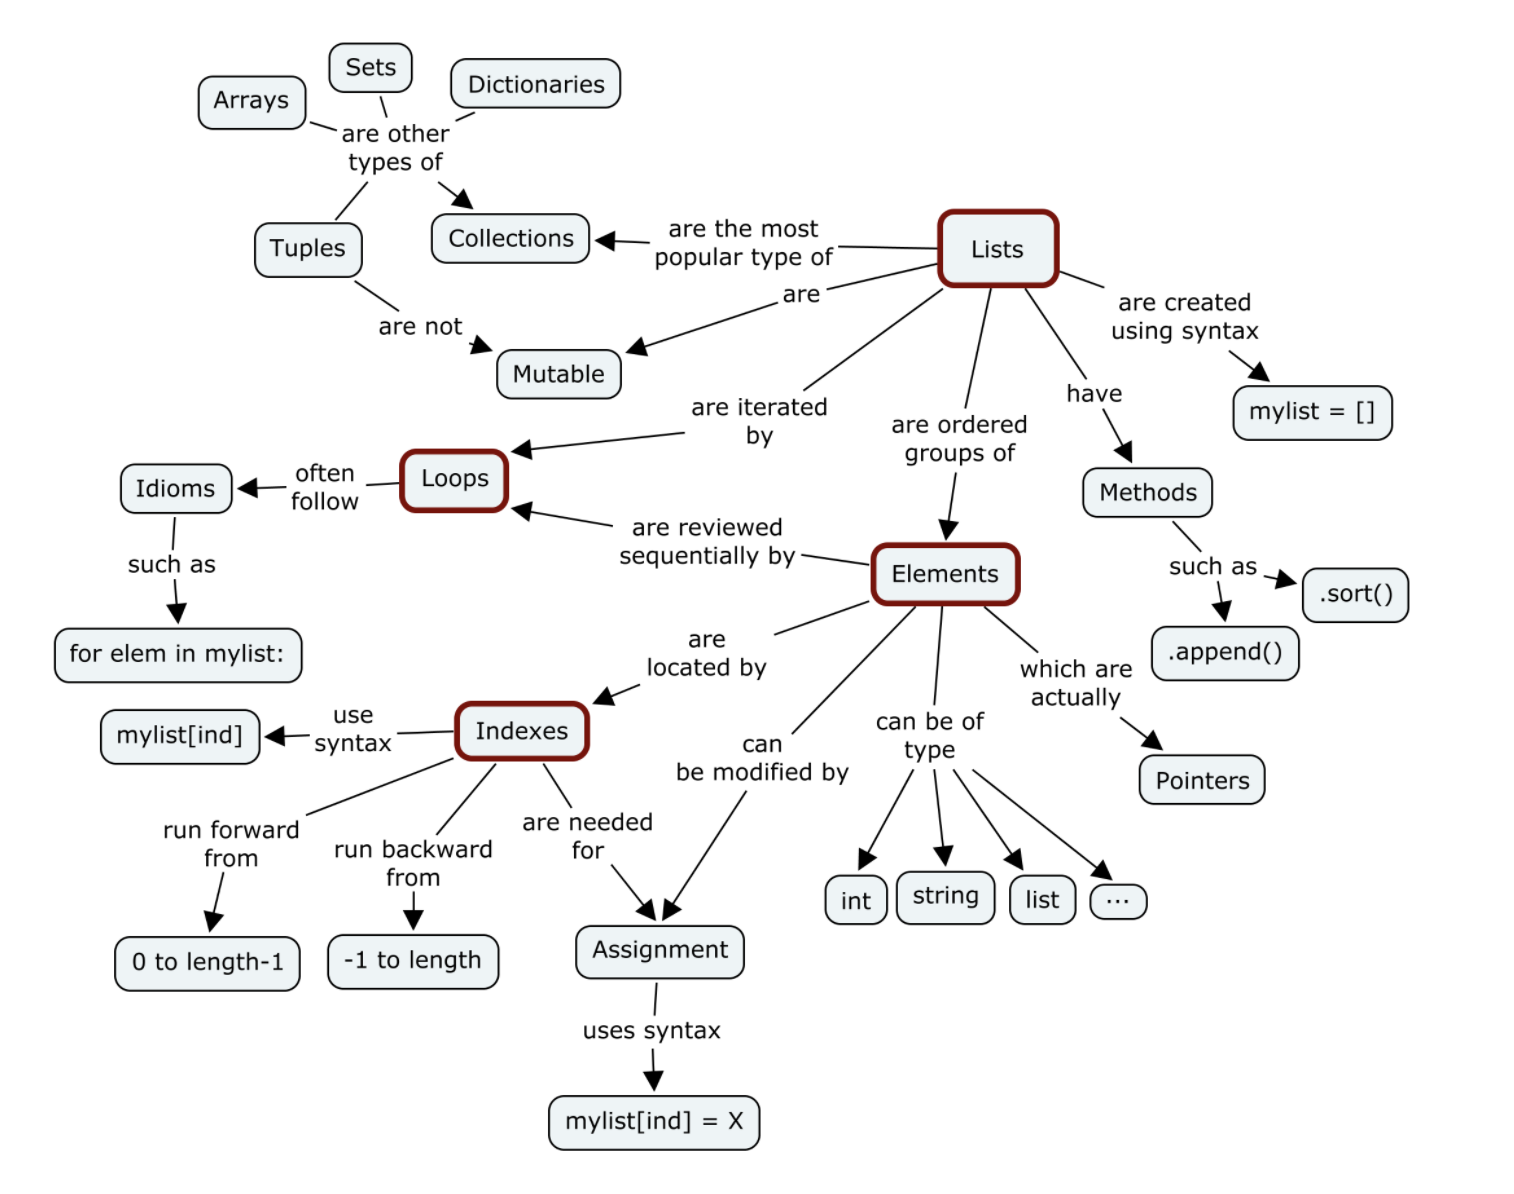 Sets
Dictionaries
Arrays
are other
types of
Tuples
Collections
are the most
popular type of
Lists
are
are not
Mutable
are created
using syntax
mylist = []
have
are iterated
by
are ordered
groups of
Methods
such as
.sort()
.append()
Loops
often
follow
Idioms
such as
for elem in mylist:
are reviewed
sequentially by
Elements
are
located by
which are
actually
Pointers
can be of
type
int
string
list
...
can
be modified by
Indexes
use
syntax
mylist[ind]
run forward
from
0 to length-1
run backward
from
-1 to length
are needed
for
Assignment
uses syntax
mylist[ind] = X